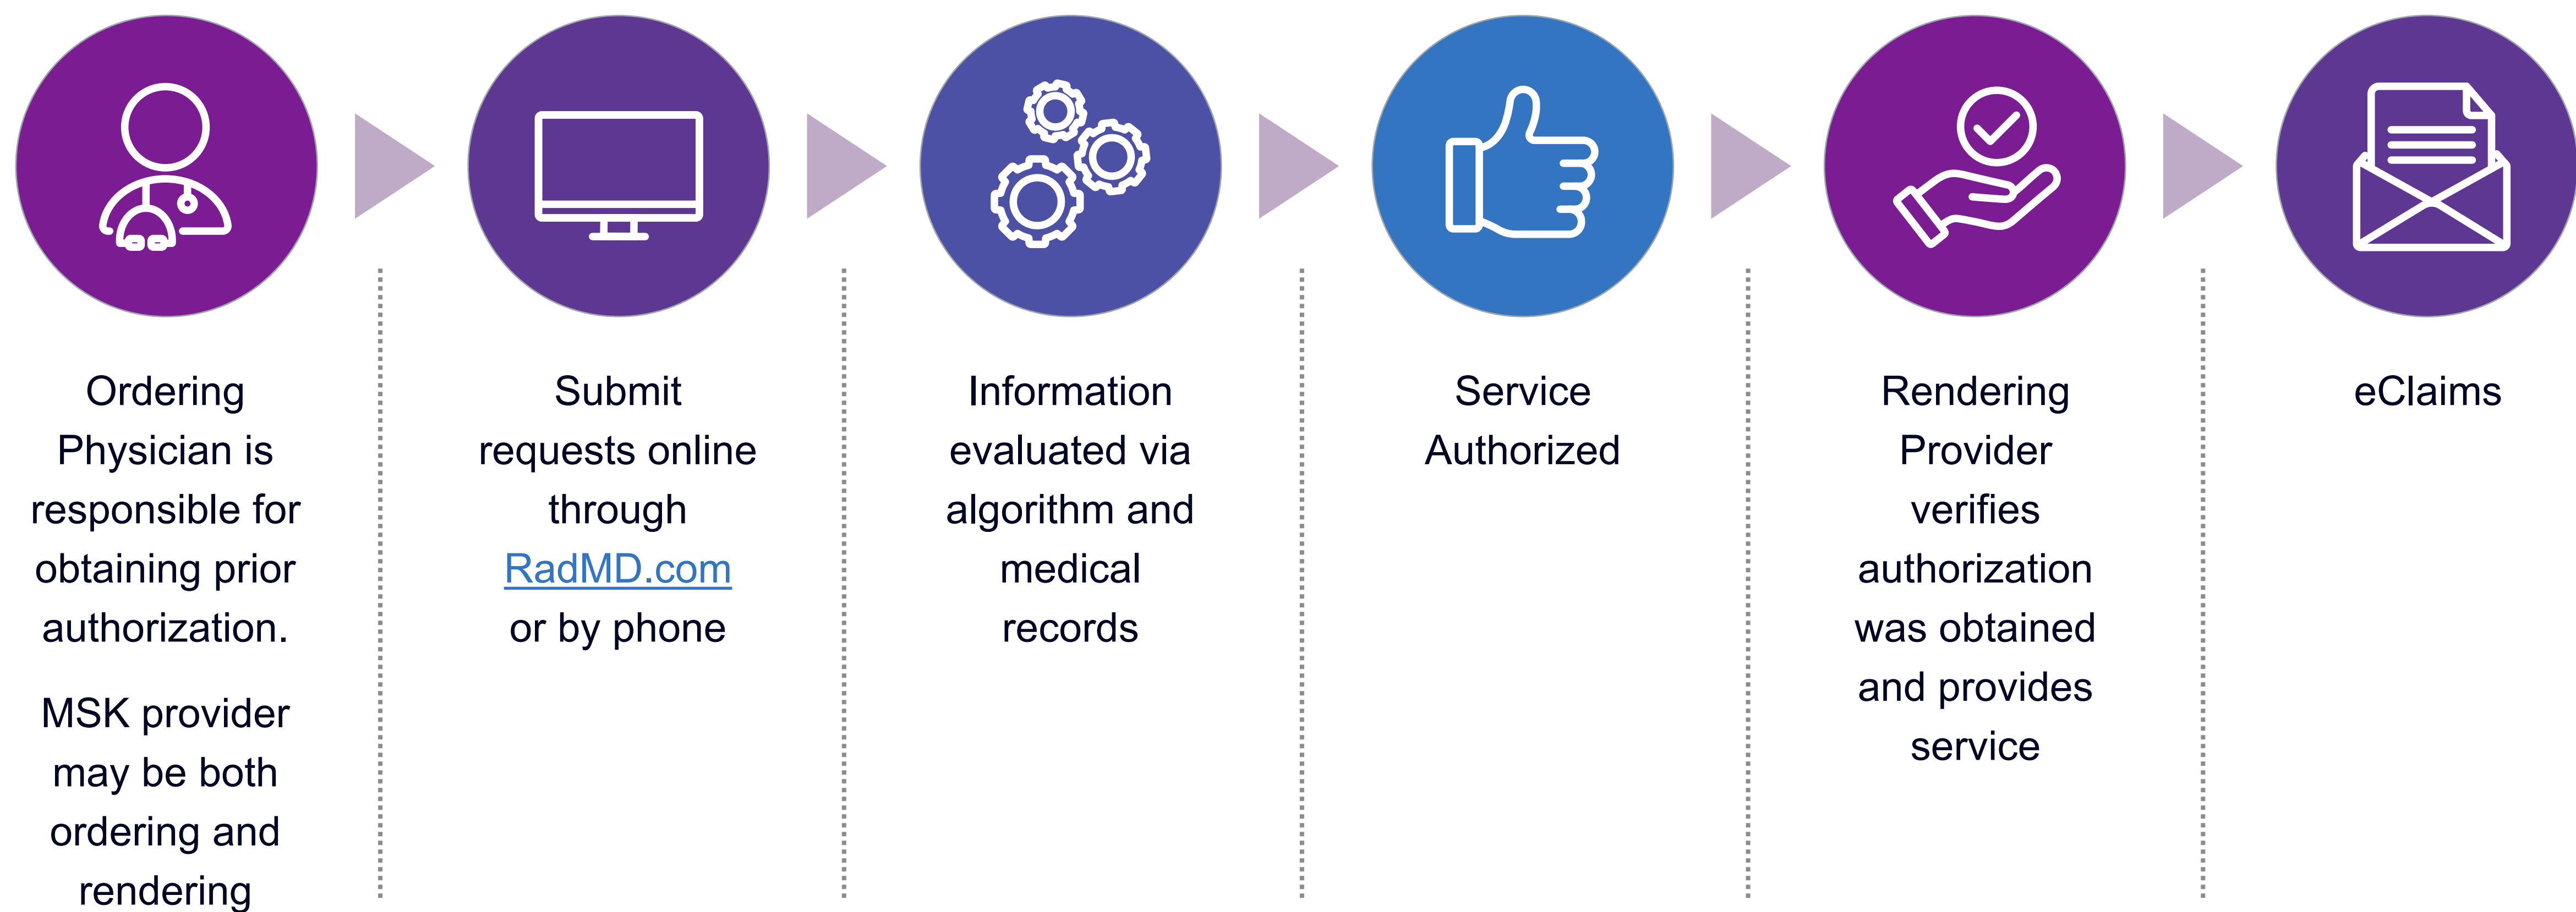 Ordering
Physician is
responsible for
obtaining prior
authorization.
MSK provider
may be both
ordering and
rendering
Submit
requests online
through
RadMD.com
or by phone
Information
evaluated via
algorithm and
medical
records
Service
Authorized
Rendering
Provider
verifies
authorization
was obtained
and provides
service
eClaims